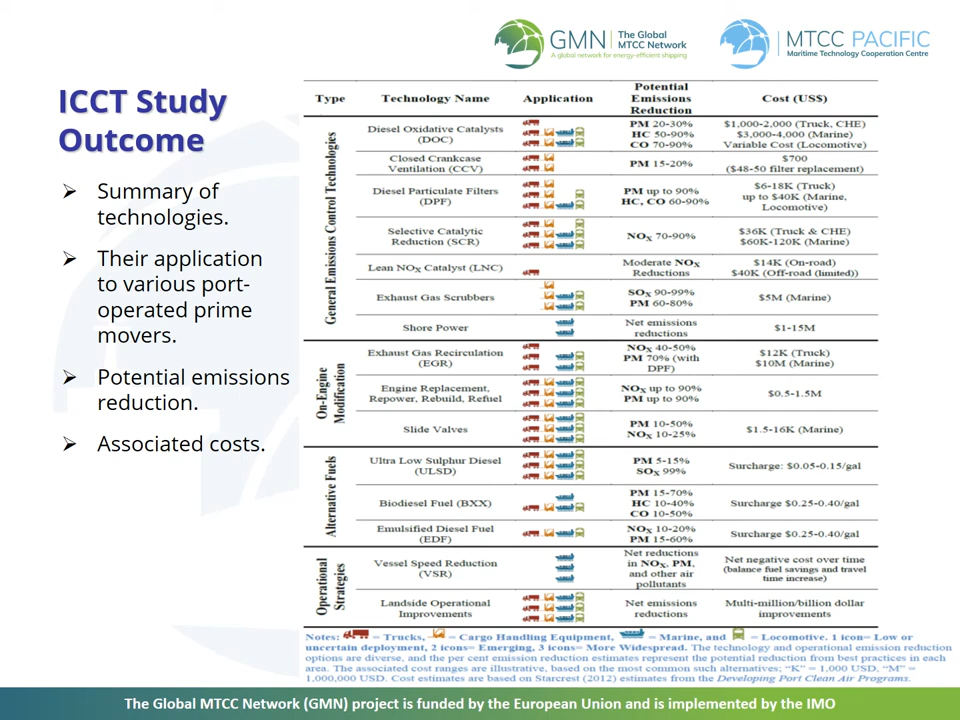 GMN
The Global
MTCC Network
A global network for energy-efficient shipping
MTCC PACIFIC
Maritime Technology Cooperation Centre
ICCT Study
Outcome
Summary of
technologies.
Their application
to various port-
operated prime
movers.
Potential emissions
reduction.
Associated costs.
Type Technology Name Application Potential Emissions Reduction Cost (US$)
General Emissions Control Technologies
Diesel Oxidative Catalysts
(DOC)
PM 20-30%
HC 50-90%
CO 70-90%
$1,000-2,000 (Truck, CHE)
$3,000-4,000 (Marine)
Variable Cost (Locomotive)
Closed Crankcase
Ventilation (CCV)
PM 15-20%
$700
($48-50 filter replacement)
Diesel Particulate Filters
(DPF)
PM up to 90%
HC, CO 60-90%
$6-18K (Truck)
up to $40K (Marine,
Locomotive)
Selective Catalytic
Reduction (SCR)
NOX 70-90%
$36K (Truck & CHE)
$60K-120K (Marine)
Lean NOX Catalyst (LNC)
Moderate NOX
Reductions
$14K (On-road)
$40K (Off-road (limited))
Exhaust Gas Scrubbers
SOX 90-99%
PM 60-80%
$5M (Marine)
Shore Power
Net emissions
reductions
$1-15M
On-Engine
Modification
Exhaust Gas Recirculation
(EGR)
NOX 40-50%
PM 70% (with
DPF)
$12K (Truck)
$10M (Marine)
Engine Replacement,
Repower, Rebuild, Refuel
NOX up to 90%
PM up to 90%
$0.5-1.5M
Slide Valves
PM 10-50%
NOX 10-25%
$1.5-16K (Marine)
Alternative Fuels
Ultra Low Sulphur Diesel
(ULSD)
PM 5-15%
SOX 99%
Surcharge: $0.05-0.15/gal
Biodiesel Fuel (BXX)
PM 15-70%
HC 10-40%
CO 10-50%
Surcharge $0.25-0.40/gal
Emulsified Diesel Fuel
(EDF)
NOX 10-20%
PM 15-60%
Surcharge $0.25-0.40/gal
Operational
Strategies
Vessel Speed Reduction
(VSR)
Net reductions
in NOX, PM,
and other air
pollutants
Net negative cost over time
(balance fuel savings and travel
time increase)
Landside Operational
Improvements
Net emissions
reductions
Multi-million/billion dollar
improvements
Notes: = Trucks, = Cargo Handling Equipment, = Marine, and = Locomotive. 1 icon= Low or
uncertain deployment, 2 icons= Emerging, 3 icons= More Widespread. The technology and operational emission reduction
options are diverse, and the per cent emission reduction estimates represent the potential reduction from best practices in each
area. The associated cost ranges are illustrative, based on the most common such alternatives; "K" = 1,000 USD, "M" =
1,000,000 USD. Cost estimates are based on Starcrest (2012) estimates from the Developing Port Clean Air Programs.
The Global MTCC Network (GMN) project is funded by the European Union and is implemented by the IMO